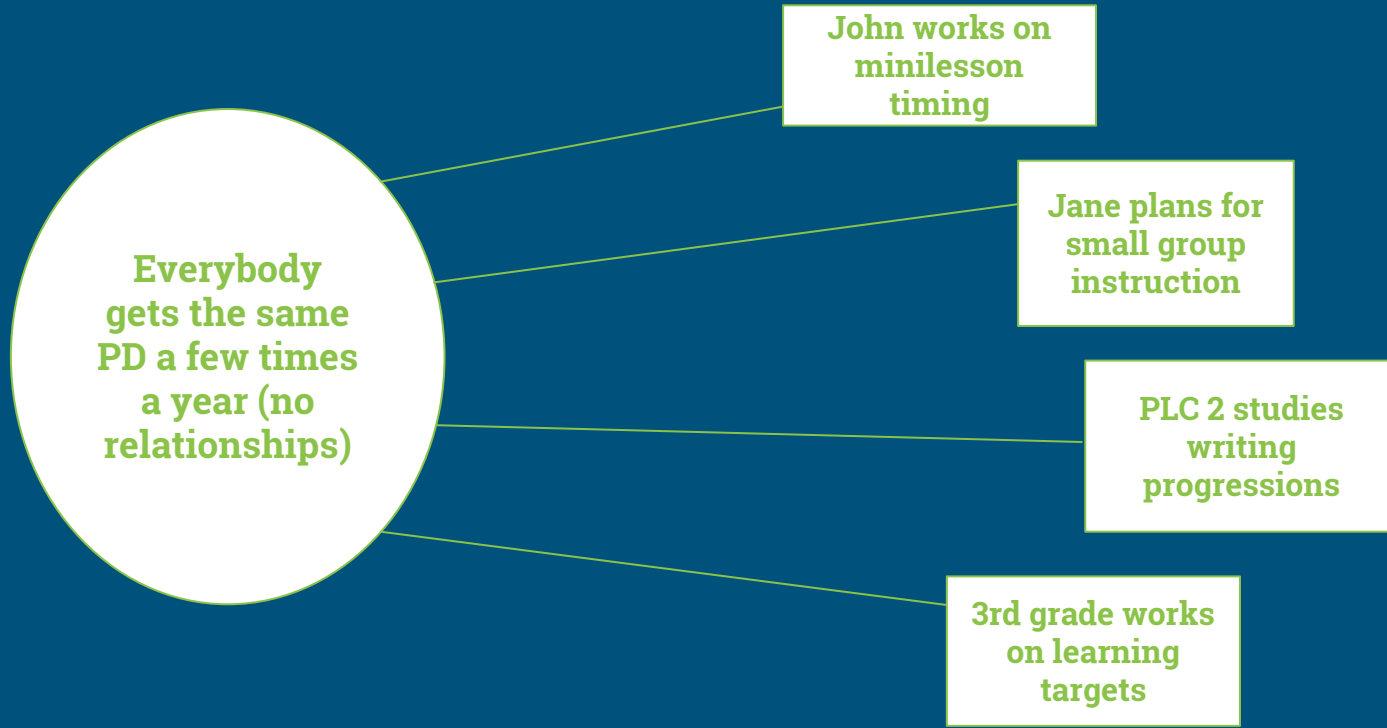 Everybody
gets the same
PD a few times
a year (no
relationships)
John works on
minilesson
timing
Jane plans for
small group
instruction
PLC 2 studies
writing
progressions
3rd grade works
on learning
targets